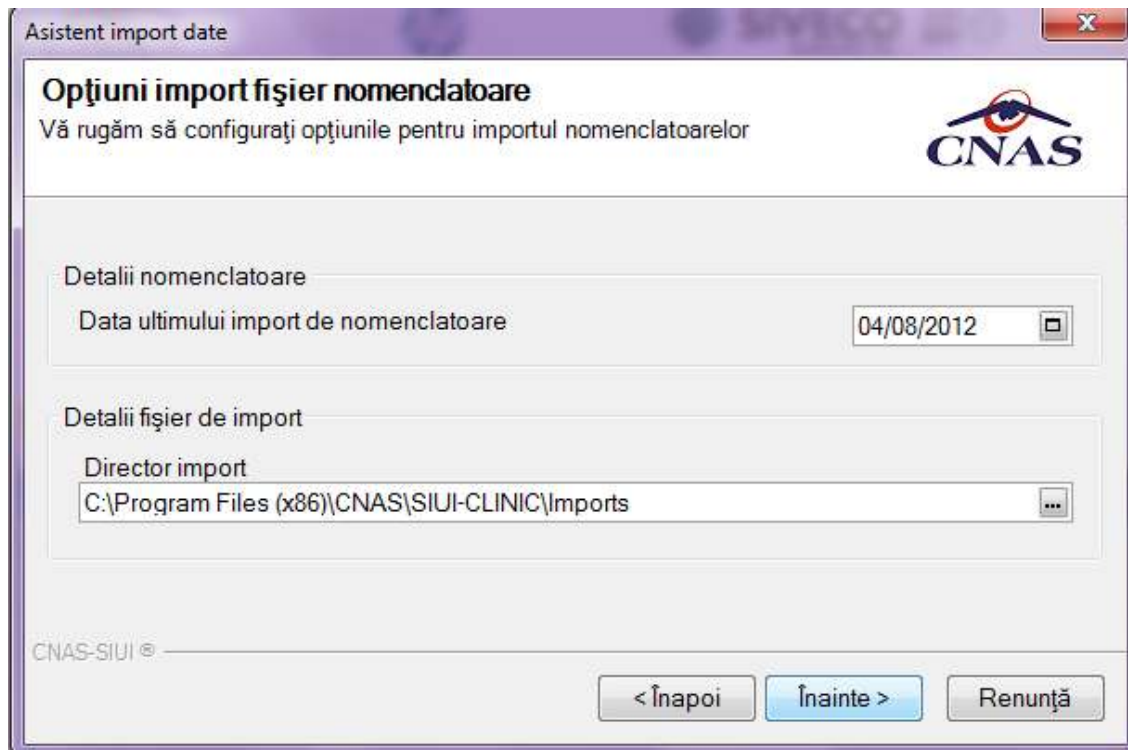 Asistent import date
SIVECO
Opţiuni import fişier nomenclatoare
Vă rugăm să configuraţi opţiunile pentru importul nomenclatoarelor
CNAS
Detalii nomenclatoare
Data ultimului import de nomenclatoare
04/08/2012
Detalii fişier de import
Director import
C:\Program Files (x86)\CNAS\SIUI-CLINIC\Imports
...
CNAS-SIUI ®
< Înapoi
Înainte >
Renunţă